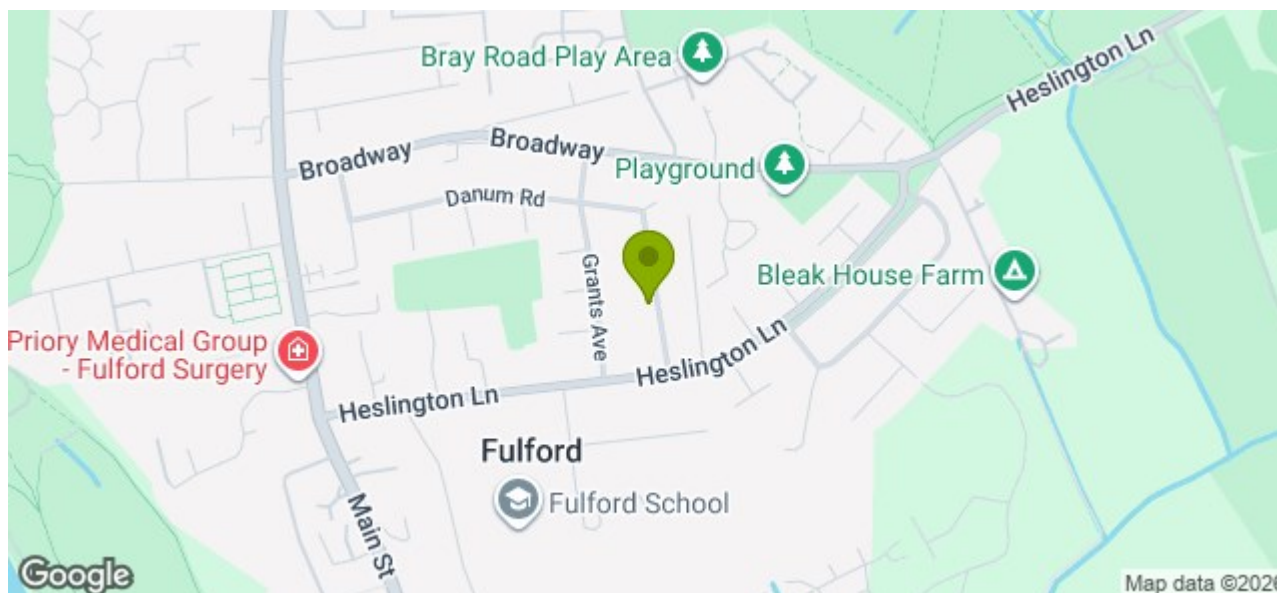 Bray Road Play Area
Heslington Ln
Broadway
Broadway
Playground
Danum Rd
Grants Ave
Bleak House Farm
Priory Medical Group
- Fulford Surgery
Heslington Ln
Heslington Ln
Fulford
Fulford School
Main St
Google
Map data ©2026